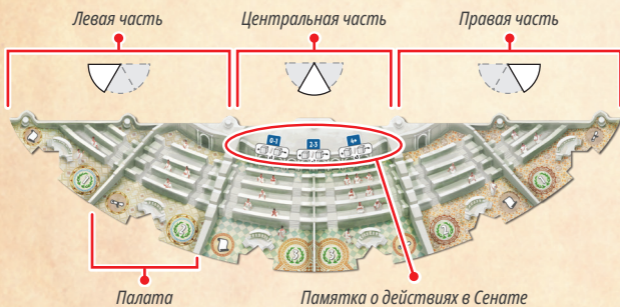 Левая часть
Центральная часть
Правая часть
0-1
2-3
4+
Палата
Памятка о действиях в Сенате